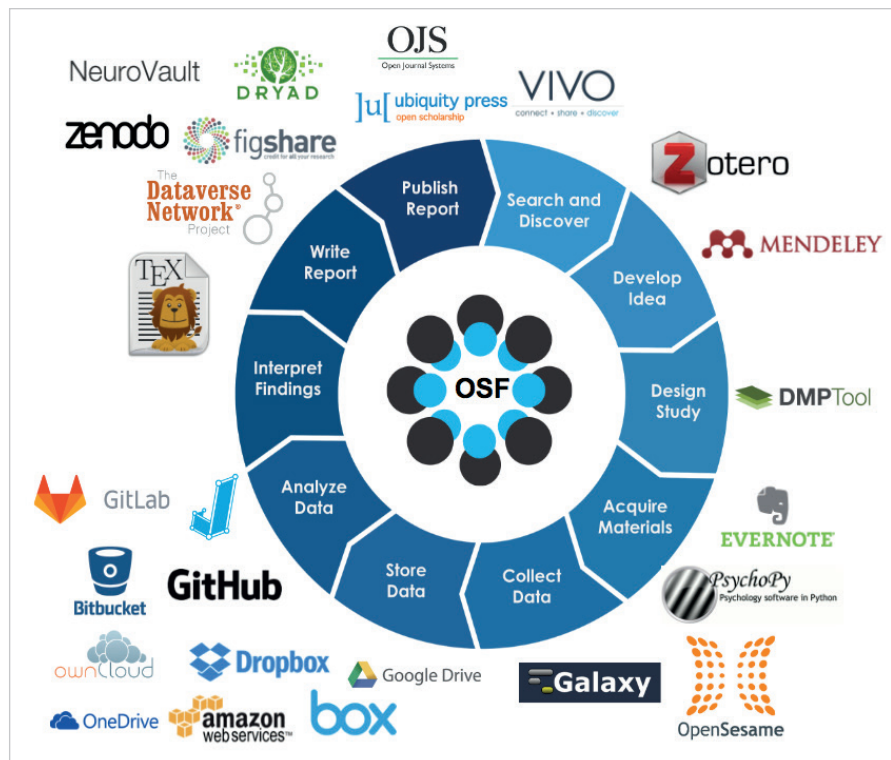 NeuroVault
DRYAD
OJS
Open Journal Systems
]u[ ubiquity press
open scholarship
VIVO
connect • share • discover
zenodo
figshare
credit for all your research
The
Dataverse
Network®
Project
TEX
zotero
MENDELEY
DMPTool
EVERNOTE®
PsychoPy
Psychology software in Python
OpenSesame
Galaxy
Publish
Report
Search and
Discover
Develop
Idea
Design
Study
Acquire
Materials
Collect
Data
Store
Data
Analyze
Data
Interpret
Findings
Write
Report
OSF
GitLab
Bitbucket
GitHub
ownCloud
Dropbox
Google Drive
OneDrive
amazon
webservices™
box